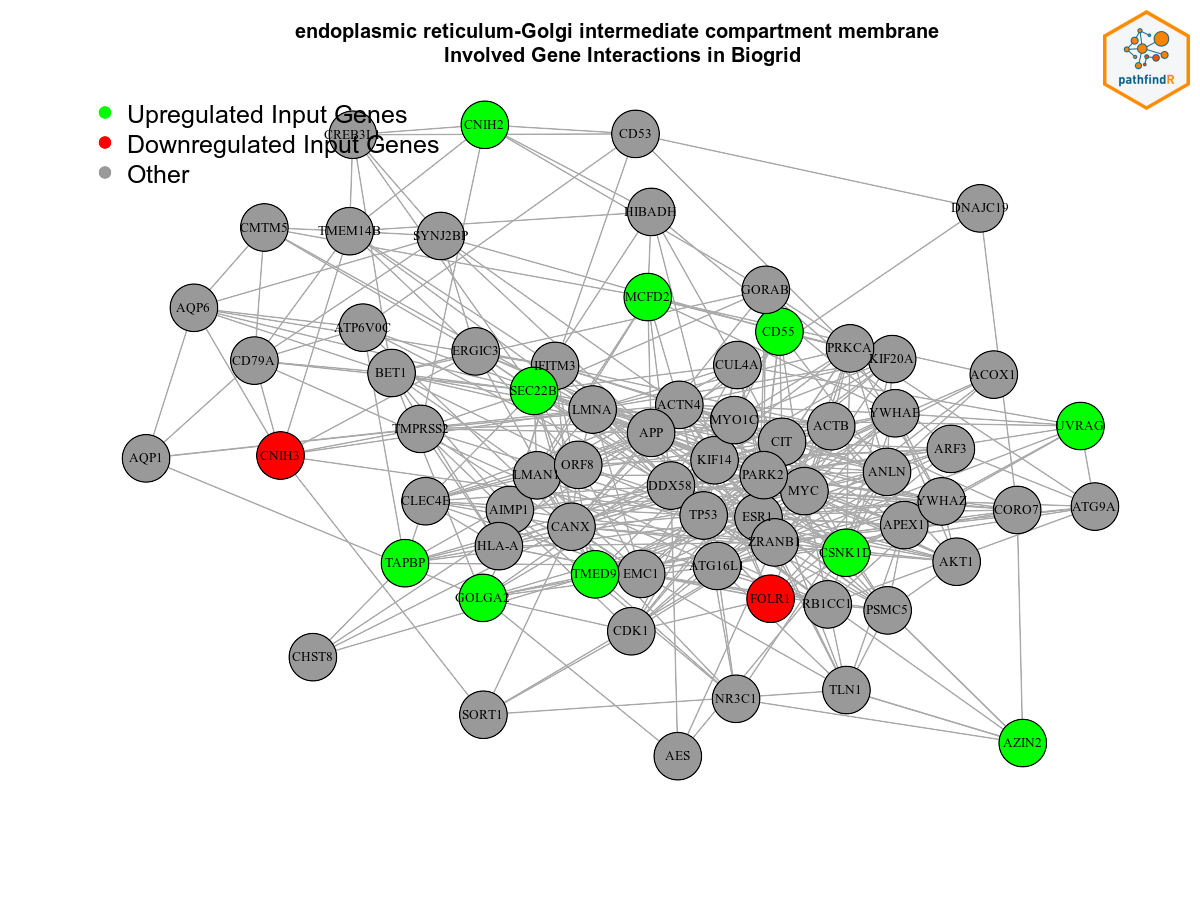 endoplasmic reticulum-Golgi intermediate compartment membrane
Involved Gene Interactions in Biogrid
pathfindR
Upregulated Input Genes
Downregulated Input Genes
Other
CNIH2
CD53
DNAJC19
HIBADH
CMTM5
TMEM14B
SYNJ2BP
GORAB
MCFD2
AQP6
ATP6V0C
CD55
PRKCA
KIF20A
ERGIC3
CD79A
IFITM3
CUL4A
BET1
ACOX1
SEC22B
LMNA
ACTN4
YWHAE
MYO1C
ACTB
UVRAG
TMPRSS2
APP
CIT
ARF3
CNIH3
AQP1
KIF14
ORF8
LMAN1
PARK2
ANLN
DDX58
MYC
CLEC4E
YWHAZ
ATG9A
AIMP1
CORO7
TP53
ESR1
CANX
APEX1
HLA-A
ZRANB1
CSNK1D
TAPBP
AKT1
ATG16L1
TMED9
EMC1
GOLGA2
FOLR1
RB1CC1
PSMC5
CDK1
CHST8
TLN1
NR3C1
SORT1
AZIN2
AES